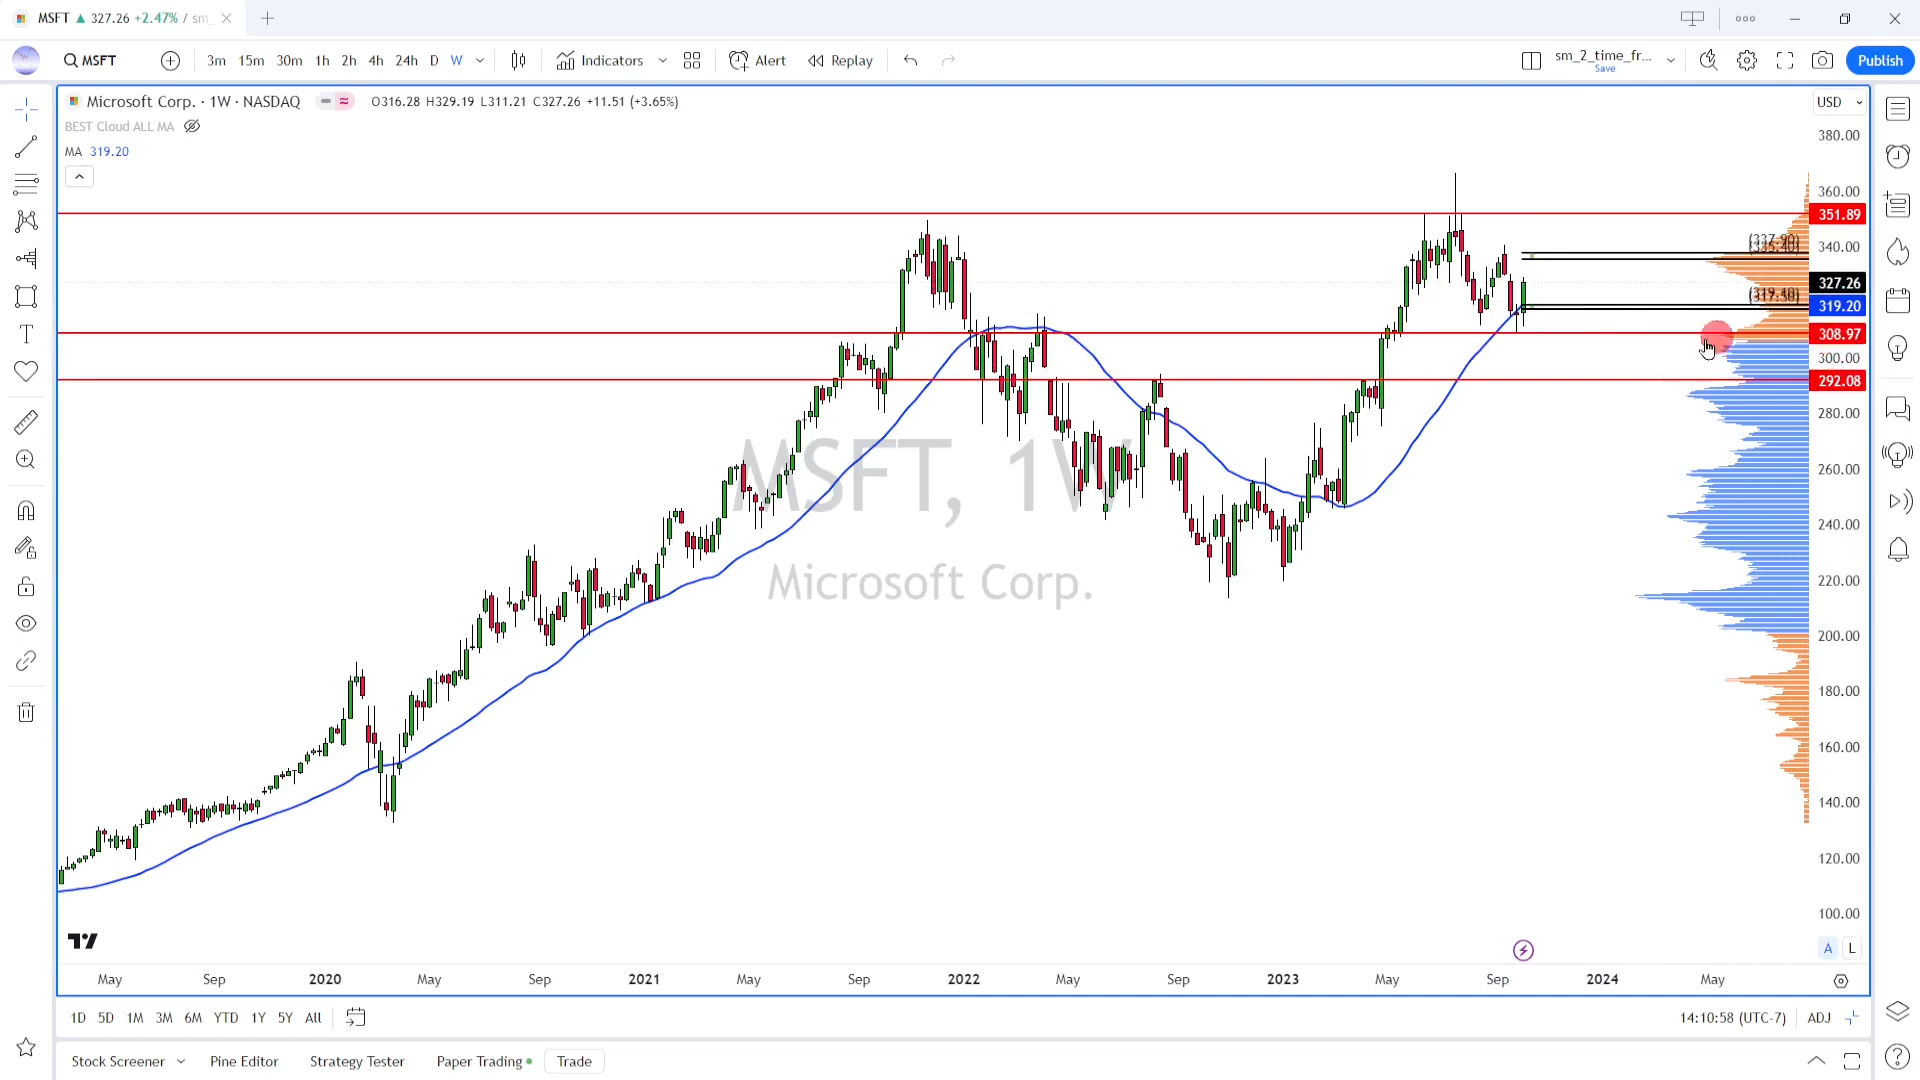 MSFT ▲ 327.26 +2.47% / sm_
MSFT 3m 15m 30m 1h 2h 4h 24h D W Indicators Alert Replay sm_2_time_fr... Save Publish
Microsoft Corp. · 1W · NASDAQ O316.28 H329.19 L311.21 C327.26 +11.51 (+3.65%) USD
BEST Cloud ALL MA
MA 319.20
380.00
360.00
351.89
340.00
(337.90)
327.26
319.20
308.97
300.00
292.08
280.00
260.00
240.00
220.00
200.00
180.00
160.00
140.00
120.00
100.00
MSFT, 1W
Microsoft Corp.
A L
May Sep 2020 May Sep 2021 May Sep 2022 May Sep 2023 May Sep 2024 May
1D 5D 1M 3M 6M YTD 1Y 5Y All 14:10:58 (UTC-7) ADJ
Stock Screener Pine Editor Strategy Tester Paper Trading Trade